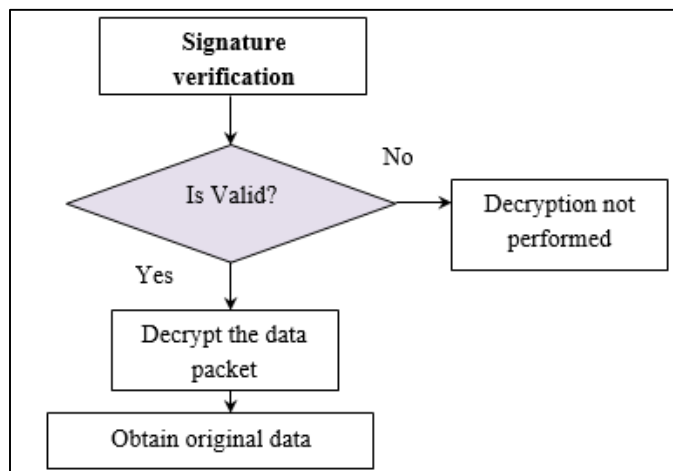 Signature
verification
Is Valid?
No
Decryption not
performed
Yes
Decrypt the data
packet
Obtain original data